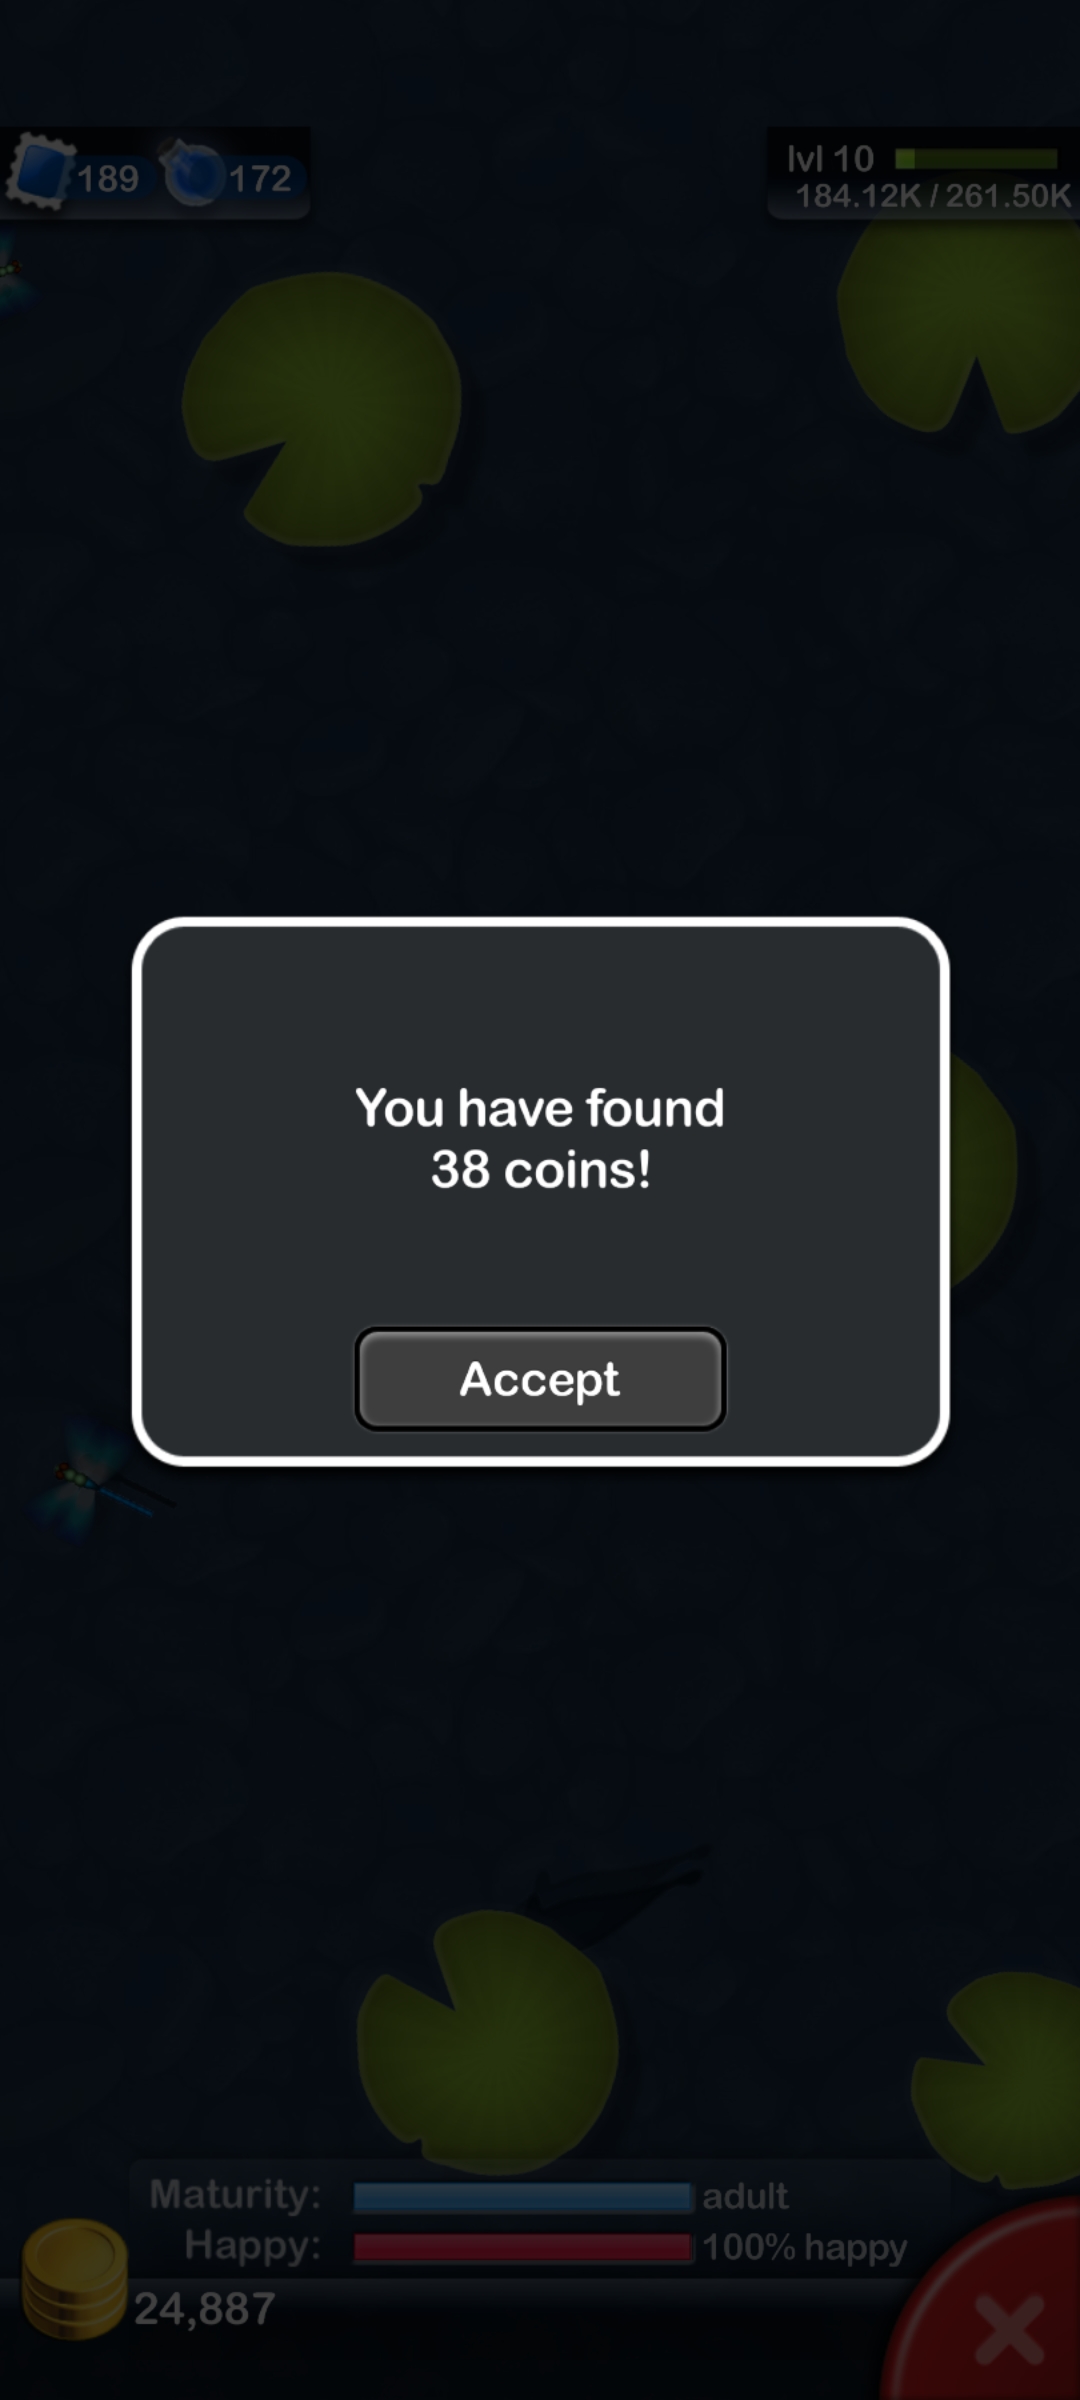 189
172
lvl 10
184.12K / 261.50K
You have found
38 coins!
Accept
Maturity: adult
Happy: 100% happy
24,887